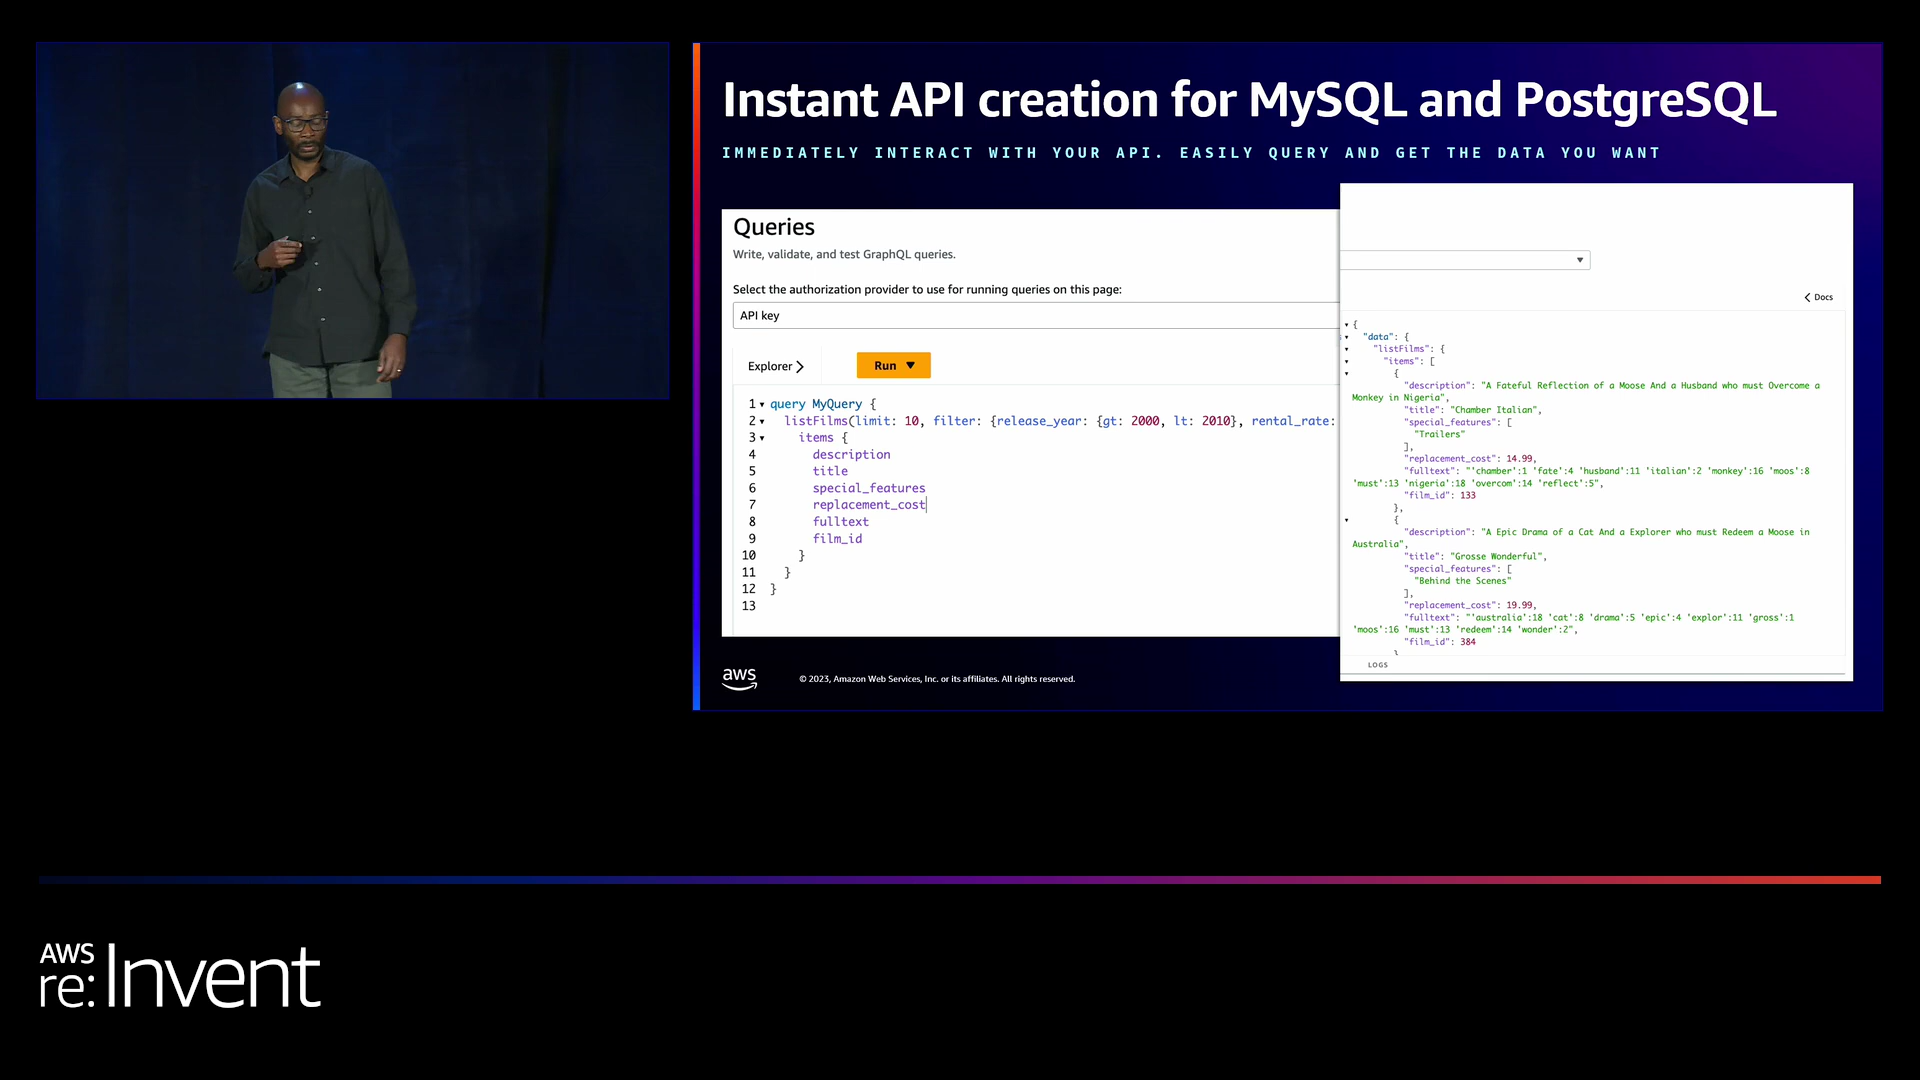 Instant API creation for MySQL and PostgreSQL
IMMEDIATELY INTERACT WITH YOUR API. EASILY QUERY AND GET THE DATA YOU WANT
Queries
Write, validate, and test GraphQL queries.
Select the authorization provider to use for running queries on this page:
API key
Explorer
Run
1 query MyQuery {
2 listFilms(limit: 10, filter: {release_year: {gt: 2000, lt: 2010}, rental_rate:
3 items {
4 description
5 title
6 special_features
7 replacement_cost
8 fulltext
9 film_id
10 }
11 }
12 }
13
Docs
{
"data": {
"listFilms": {
"items": [
{
"description": "A Fateful Reflection of a Moose And a Husband who must Overcome a
Monkey in Nigeria",
"title": "Chamber Italian",
"special_features": [
"Trailers"
],
"replacement_cost": 14.99,
"fulltext": "'chamber':1 'fate':4 'husband':11 'italian':2 'monkey':16 'moos':8
'must':13 'nigeria':18 'overcom':14 'reflect':5",
"film_id": 133
},
{
"description": "A Epic Drama of a Cat And a Explorer who must Redeem a Moose in
Australia",
"title": "Grosse Wonderful",
"special_features": [
"Behind the Scenes"
],
"replacement_cost": 19.99,
"fulltext": "'australia':18 'cat':8 'drama':5 'epic':4 'explor':11 'gross':1
'moos':16 'must':13 'redeem':14 'wonder':2",
"film_id": 384
}
LOGS
aws
© 2023, Amazon Web Services, Inc. or its affiliates. All rights reserved.
AWS
re:Invent